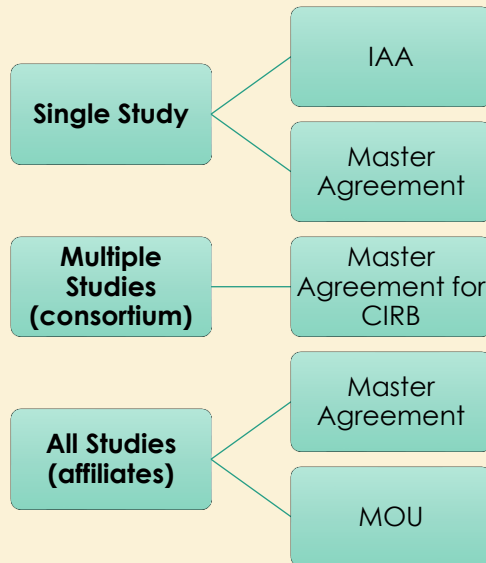 Single Study
IAA
Master
Agreement
Multiple
Studies
(consortium)
Master
Agreement for
CIRB
All Studies
(affiliates)
Master
Agreement
MOU